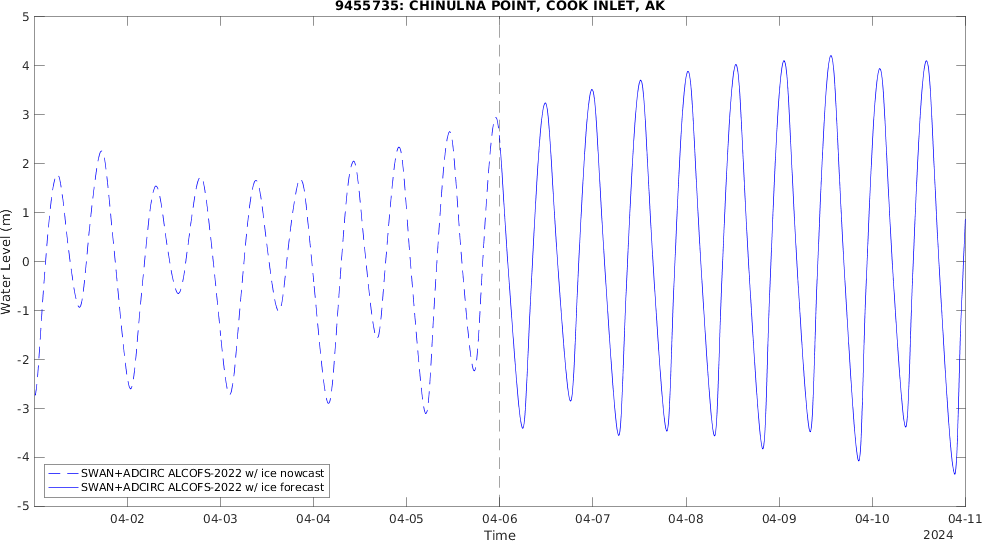 9455735: CHINULNA POINT, COOK INLET, AK
5
4
3
2
1
0
-1
-2
-3
-4
-5
Water Level (m)
SWAN+ADCIRC ALCOFS-2022 w/ ice nowcast
SWAN+ADCIRC ALCOFS-2022 w/ ice forecast
04-02 04-03 04-04 04-05 04-06 04-07 04-08 04-09 04-10 04-11
Time
2024